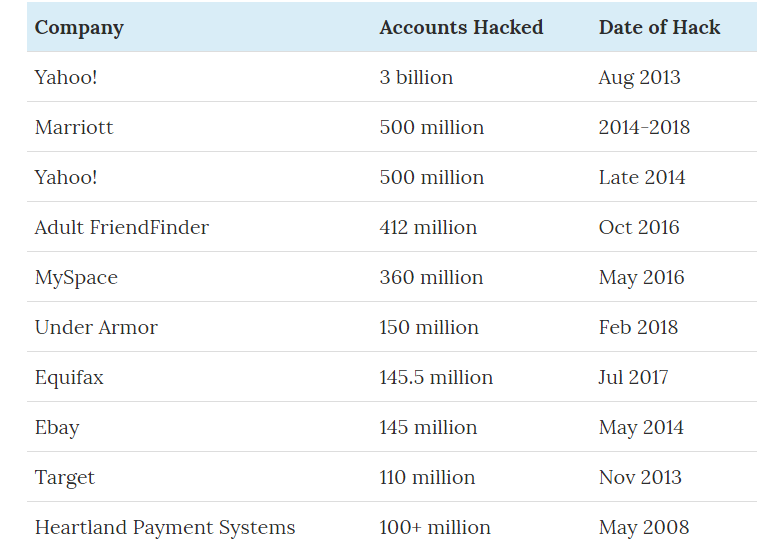 Company Accounts Hacked Date of Hack
Yahoo! 3 billion Aug 2013
Marriott 500 million 2014-2018
Yahoo! 500 million Late 2014
Adult FriendFinder 412 million Oct 2016
MySpace 360 million May 2016
Under Armor 150 million Feb 2018
Equifax 145.5 million Jul 2017
Ebay 145 million May 2014
Target 110 million Nov 2013
Heartland Payment Systems 100+ million May 2008